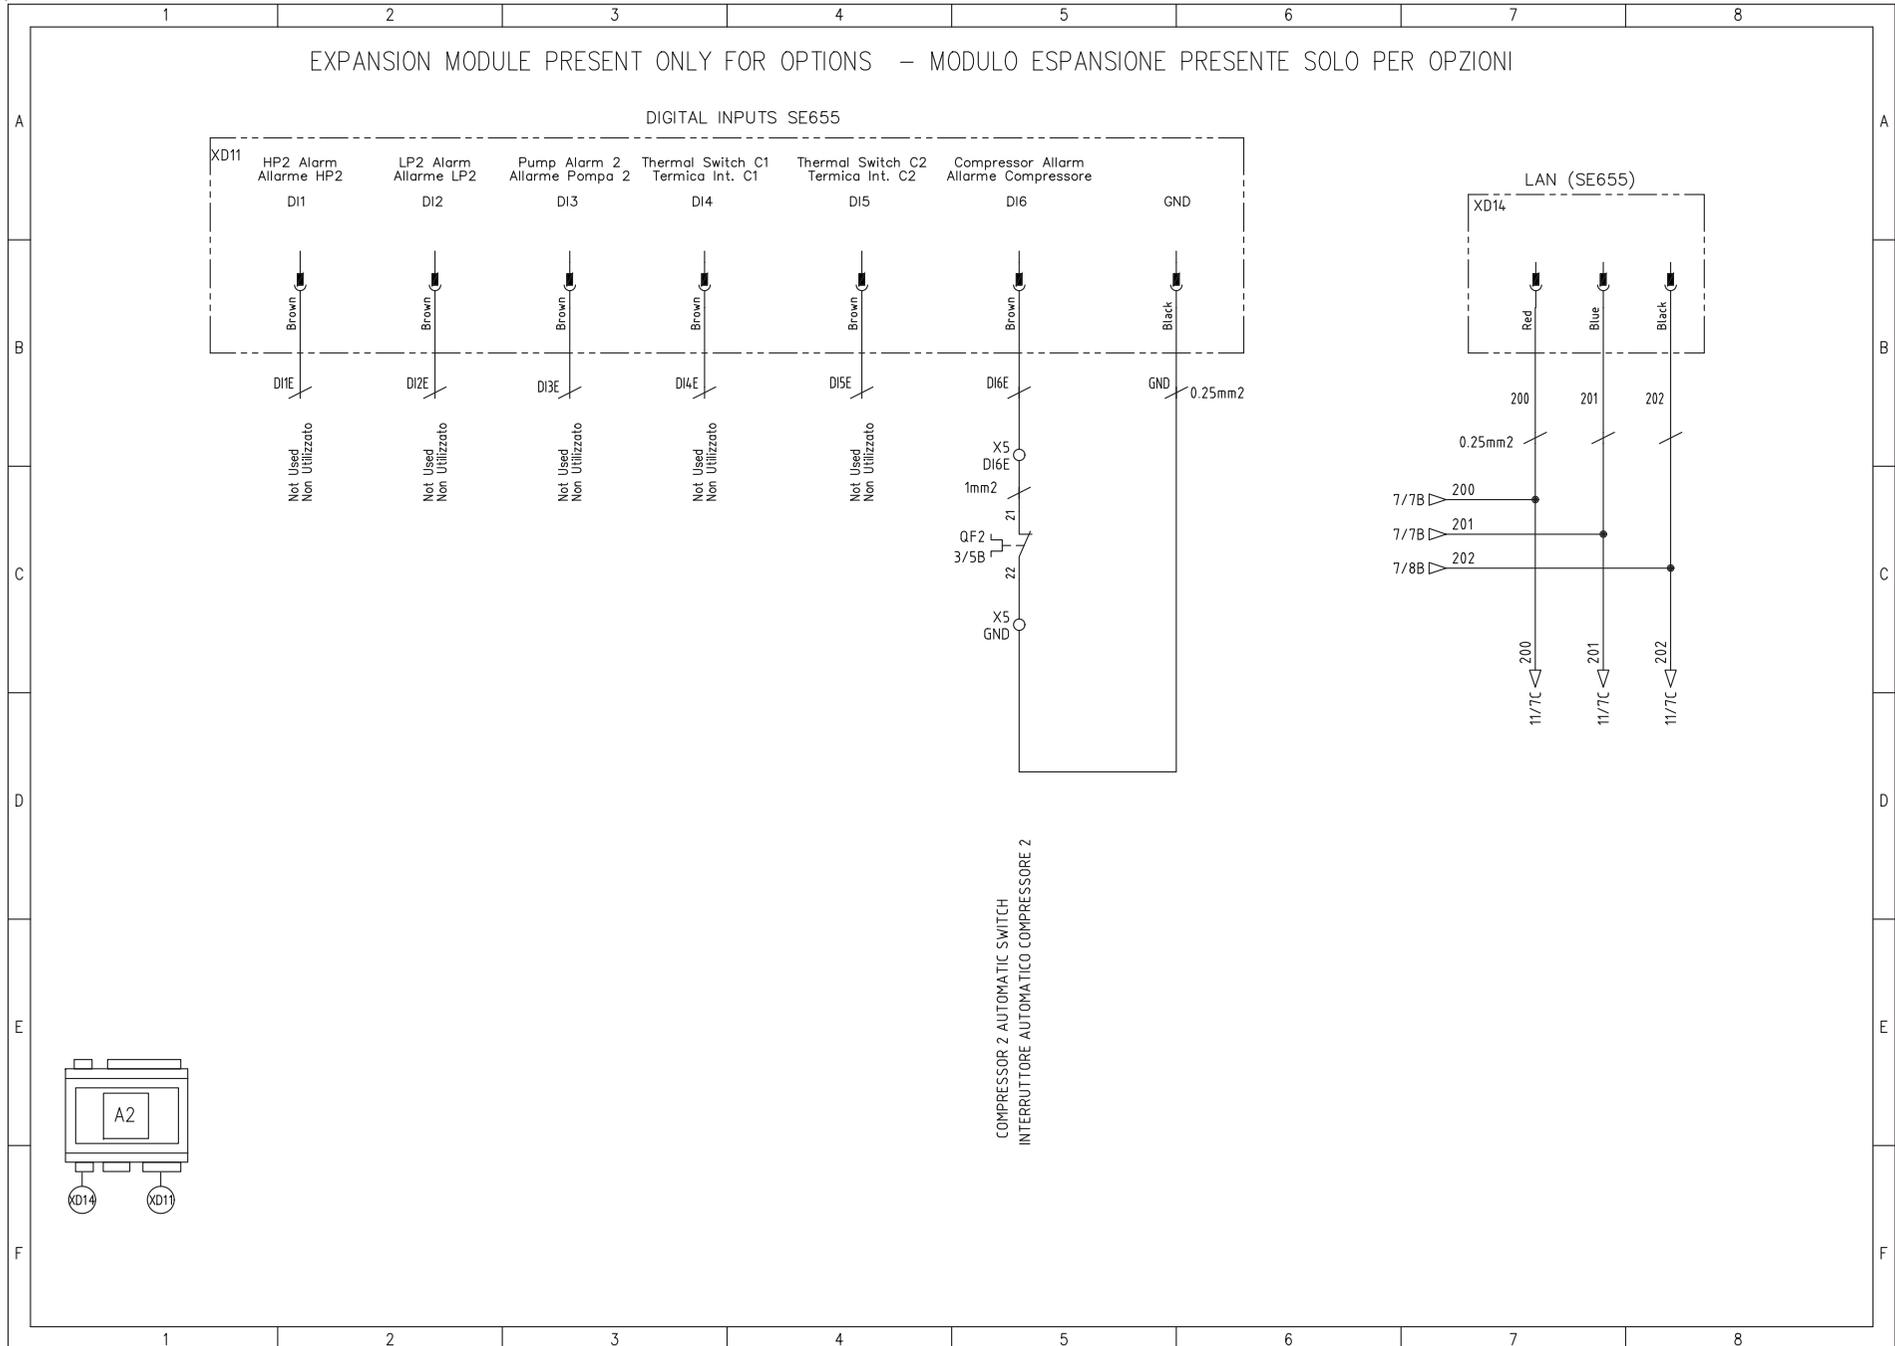 1 2 3 4 5 6 7 8
EXPANSION MODULE PRESENT ONLY FOR OPTIONS – MODULO ESPANSIONE PRESENTE SOLO PER OPZIONI
A
A
DIGITAL INPUTS SE655
XD11
HP2 Alarm
Allarme HP2
DI1
LP2 Alarm
Allarme LP2
DI2
Pump Alarm 2
Allarme Pompa 2
DI3
Thermal Switch C1
Termica Int. C1
DI4
Thermal Switch C2
Termica Int. C2
DI5
Compressor Allarm
Allarme Compressore
DI6
GND
LAN (SE655)
XD14
Brown
Brown
Brown
Brown
Brown
Brown
Black
Red
Blue
Black
B
B
DI1E
DI2E
DI3E
DI4E
DI5E
DI6E
GND
0.25mm2
200
201
202
0.25mm2
Not Used
Non Utilizzato
Not Used
Non Utilizzato
Not Used
Non Utilizzato
Not Used
Non Utilizzato
Not Used
Non Utilizzato
X5
DI6E
1mm2
21
QF2
3/5B
22
X5
GND
7/7B
200
7/7B
201
7/8B
202
C
C
200
201
202
11/7C
11/7C
11/7C
D
D
COMPRESSOR 2 AUTOMATIC SWITCH
INTERRUTTORE AUTOMATICO COMPRESSORE 2
E
E
A2
XD14
XD11
F
F
1 2 3 4 5 6 7 8